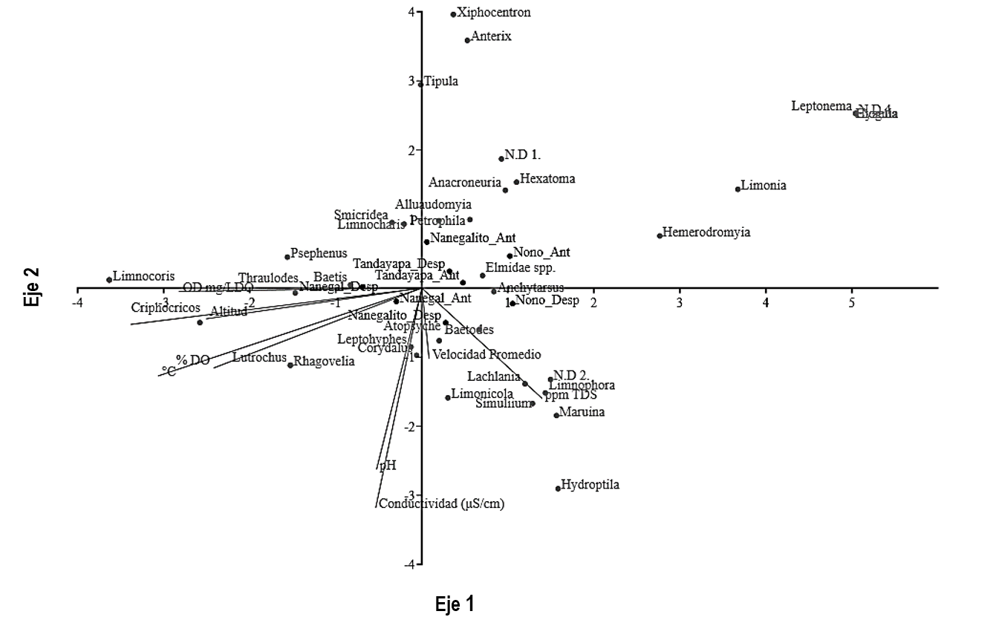 4
Xiphocentron
Anterix
3
Tipula
Leptonema
N.D 4.
2
N.D 1.
Hexatoma
Anacroneuria
Limonia
Alluaudomyia
Smicridea
Limnocharis
1
Petrophila
Hemerodromyia
Nanegalito_Ant
Psephenus
Nono_Ant
Tandayapa_Desp
Elmidae spp.
Limnocoris
Thraulodes
Baetis
Tandayapa_Ant
OD mg/LDO
Nanegal_Desp
Anchytarsus
Eje 2
-4
-3
-2
-1
1
2
3
4
5
Nanegal_Ant
Nono_Desp
Criphocricos
Altitud
Nanegalito_Desp
Atopsyche
Baetodes
Leptohyphes
Corydalus
-1
Velocidad Promedio
% DO
Lutrochus
Rhagovelia
°C
Lachlania
N.D 2.
Limnophora
Limonicola
ppm TDS
Simuliium
Maruina
-2
pH
Hydroptila
-3
Conductividad (µS/cm)
-4
Eje 1